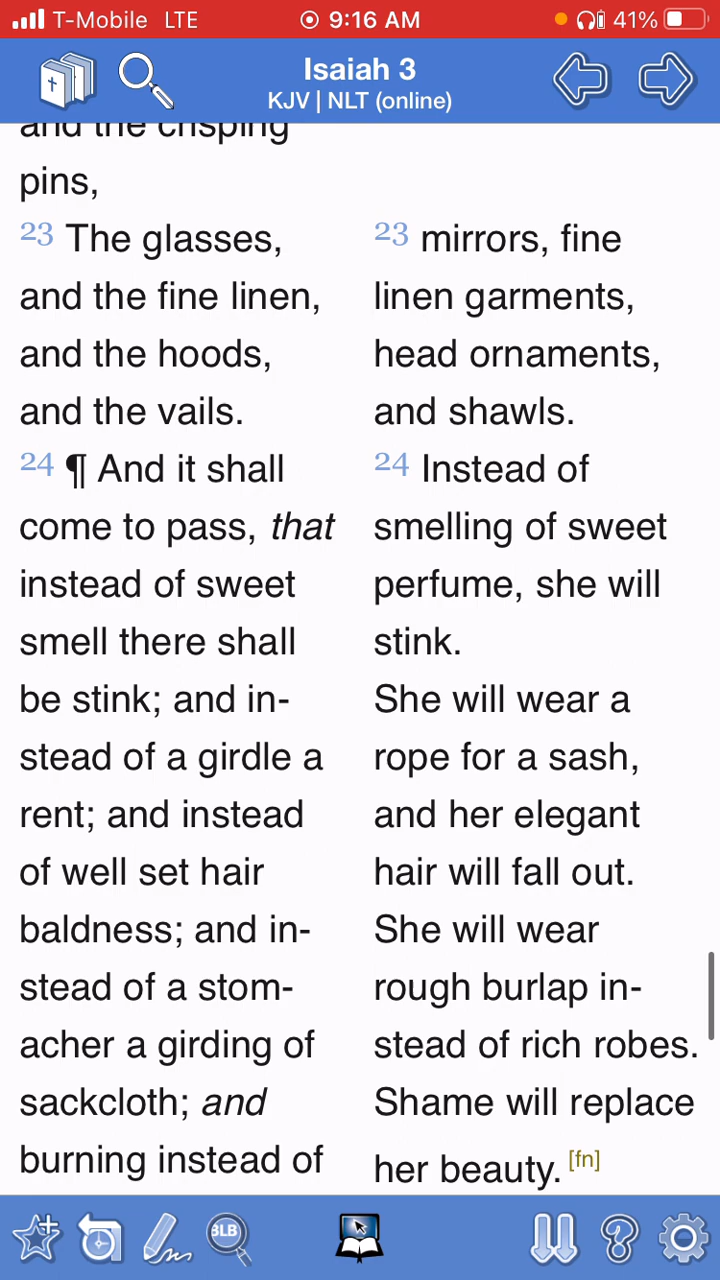 T-Mobile LTE 9:16 AM 41%
Isaiah 3
KJV | NLT (online)
and the crisping
pins,
23 The glasses,
and the fine linen,
and the hoods,
and the vails.
24 ¶ And it shall
come to pass, that
instead of sweet
smell there shall
be stink; and in-
stead of a girdle a
rent; and instead
of well set hair
baldness; and in-
stead of a stom-
acher a girding of
sackcloth; and
burning instead of
23 mirrors, fine
linen garments,
head ornaments,
and shawls.
24 Instead of
smelling of sweet
perfume, she will
stink.
She will wear a
rope for a sash,
and her elegant
hair will fall out.
She will wear
rough burlap in-
stead of rich robes.
Shame will replace
her beauty. [fn]
BLB